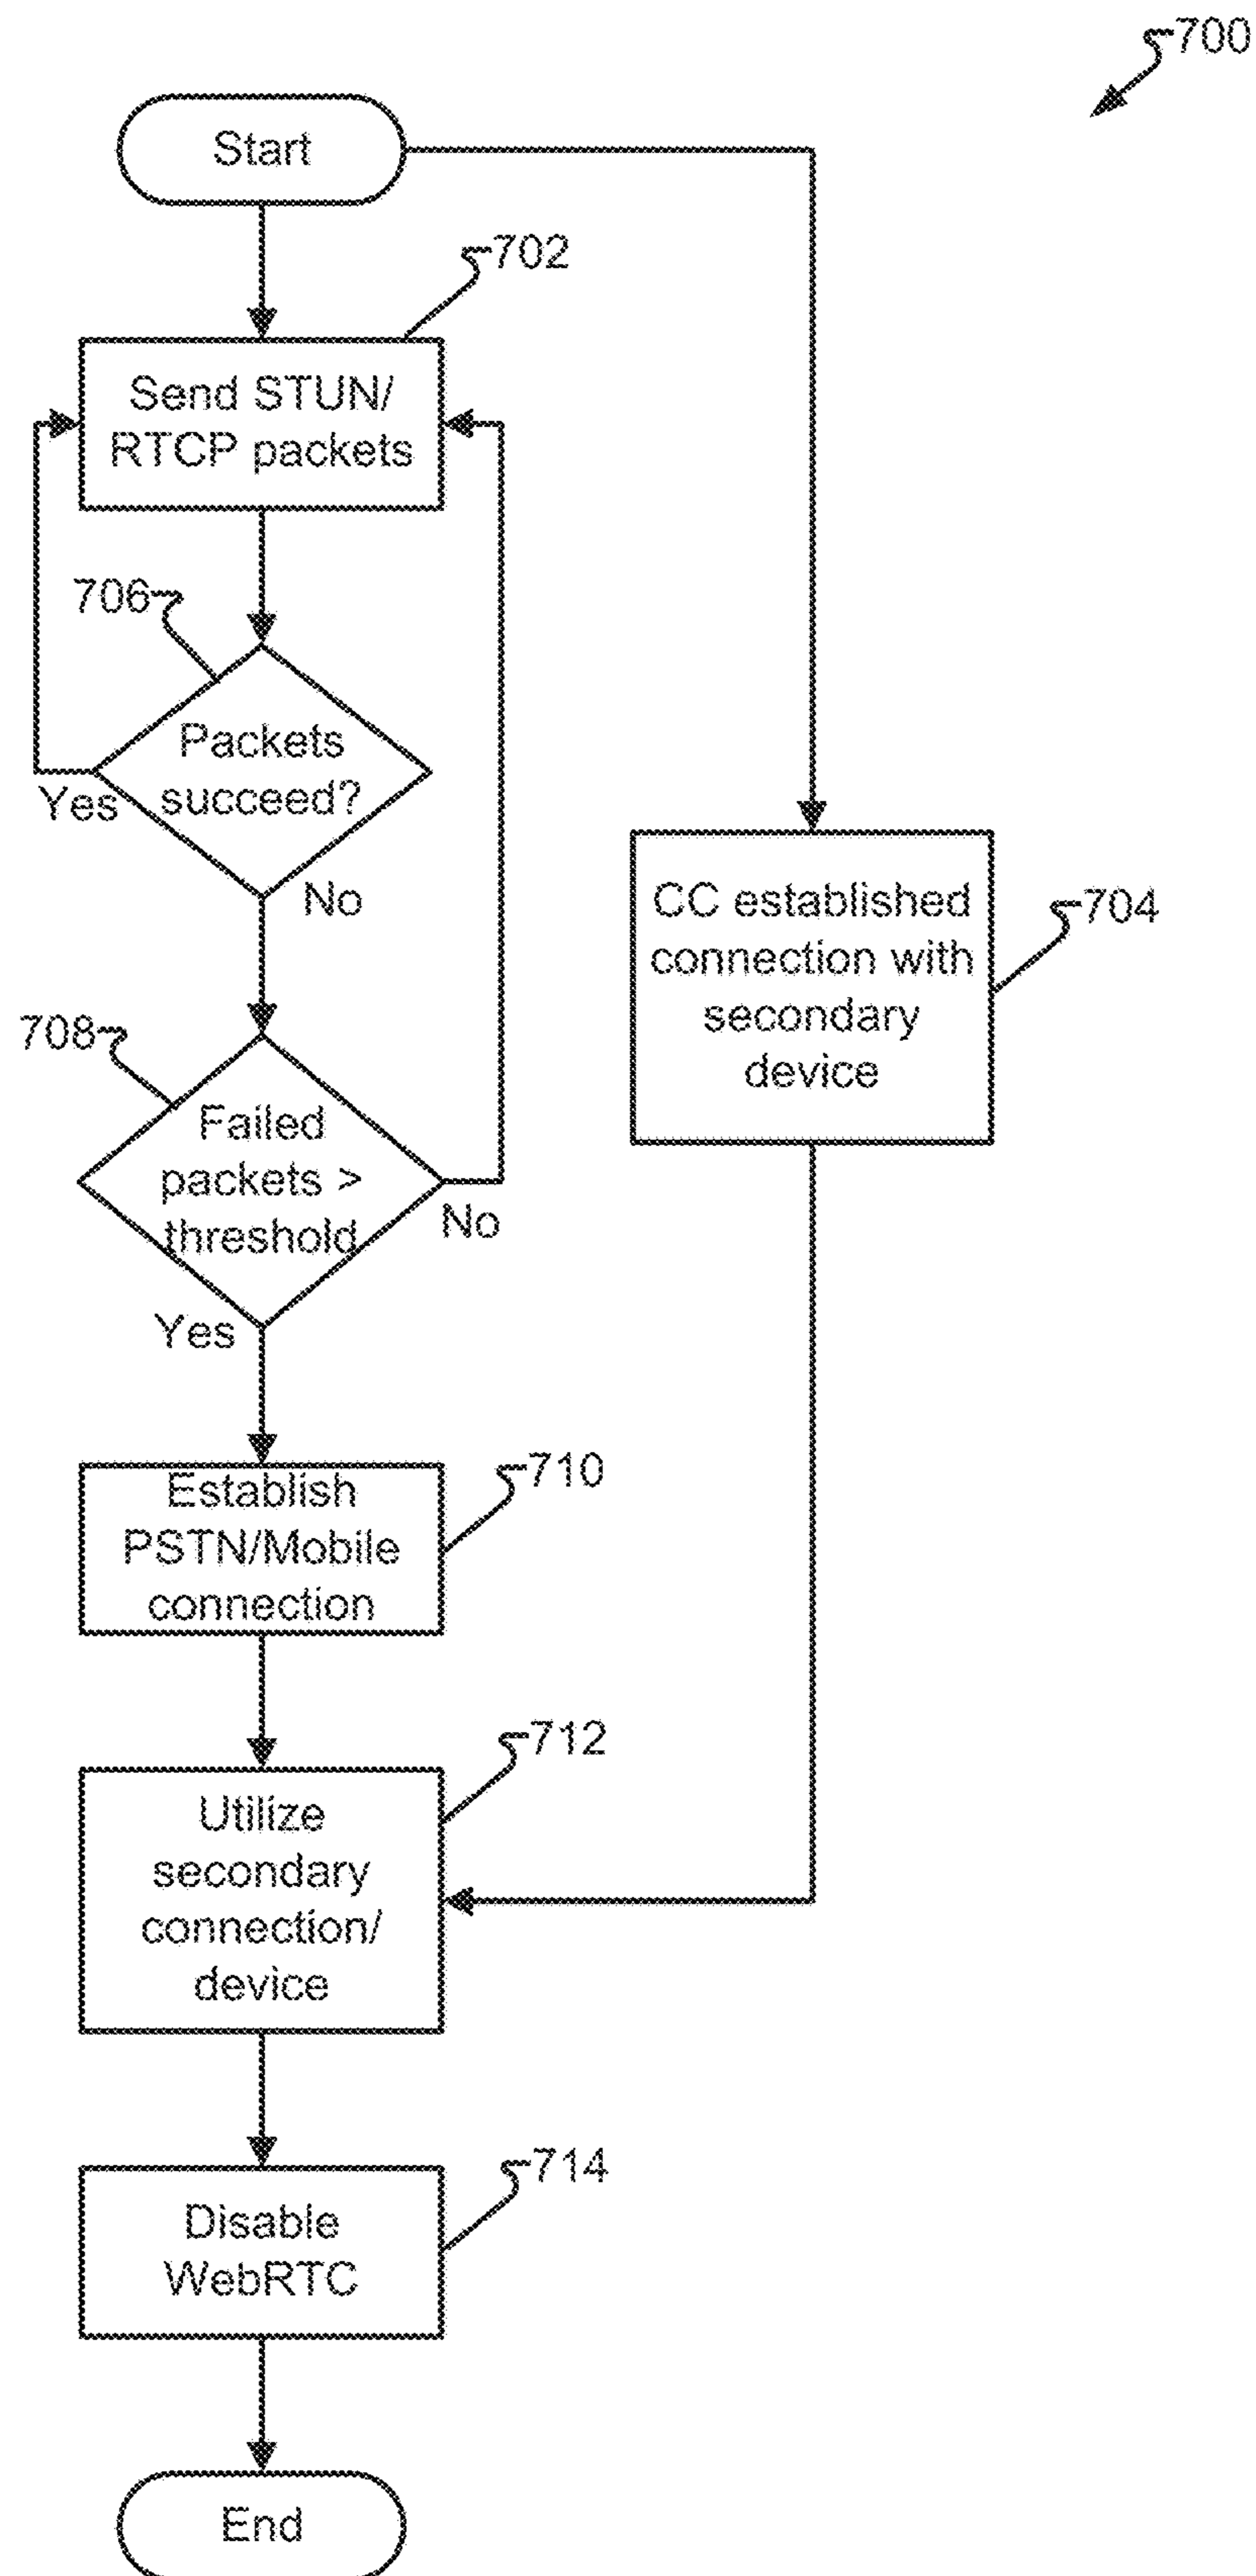 700
Start
702
Send STUN/
RTCP packets
706
Packets
succeed?
Yes
No
CC established
connection with
secondary
device
704
708
Failed
packets >
threshold
No
Yes
710
Establish
PSTN/Mobile
connection
712
Utilize
secondary
connection/
device
714
Disable
WebRTC
End